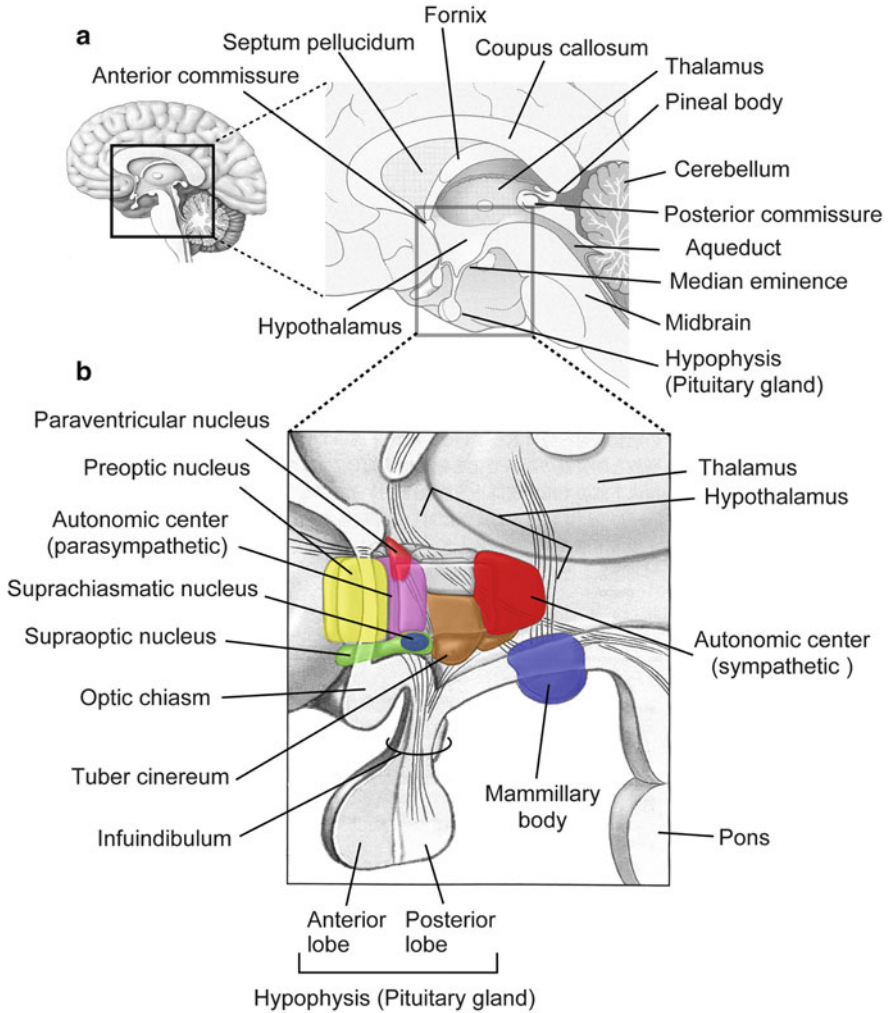 a
Fornix
Septum pellucidum
Coupus callosum
Anterior commissure
Thalamus
Pineal body
Cerebellum
Posterior commissure
Aqueduct
Median eminence
Hypothalamus
Midbrain
Hypophysis
(Pituitary gland)
b
Paraventricular nucleus
Preoptic nucleus
Autonomic center
(parasympathetic)
Suprachiasmatic nucleus
Supraoptic nucleus
Optic chiasm
Tuber cinereum
Infuindibulum
Thalamus
Hypothalamus
Autonomic center
(sympathetic )
Mammillary
body
Pons
Anterior
lobe
Posterior
lobe
Hypophysis (Pituitary gland)